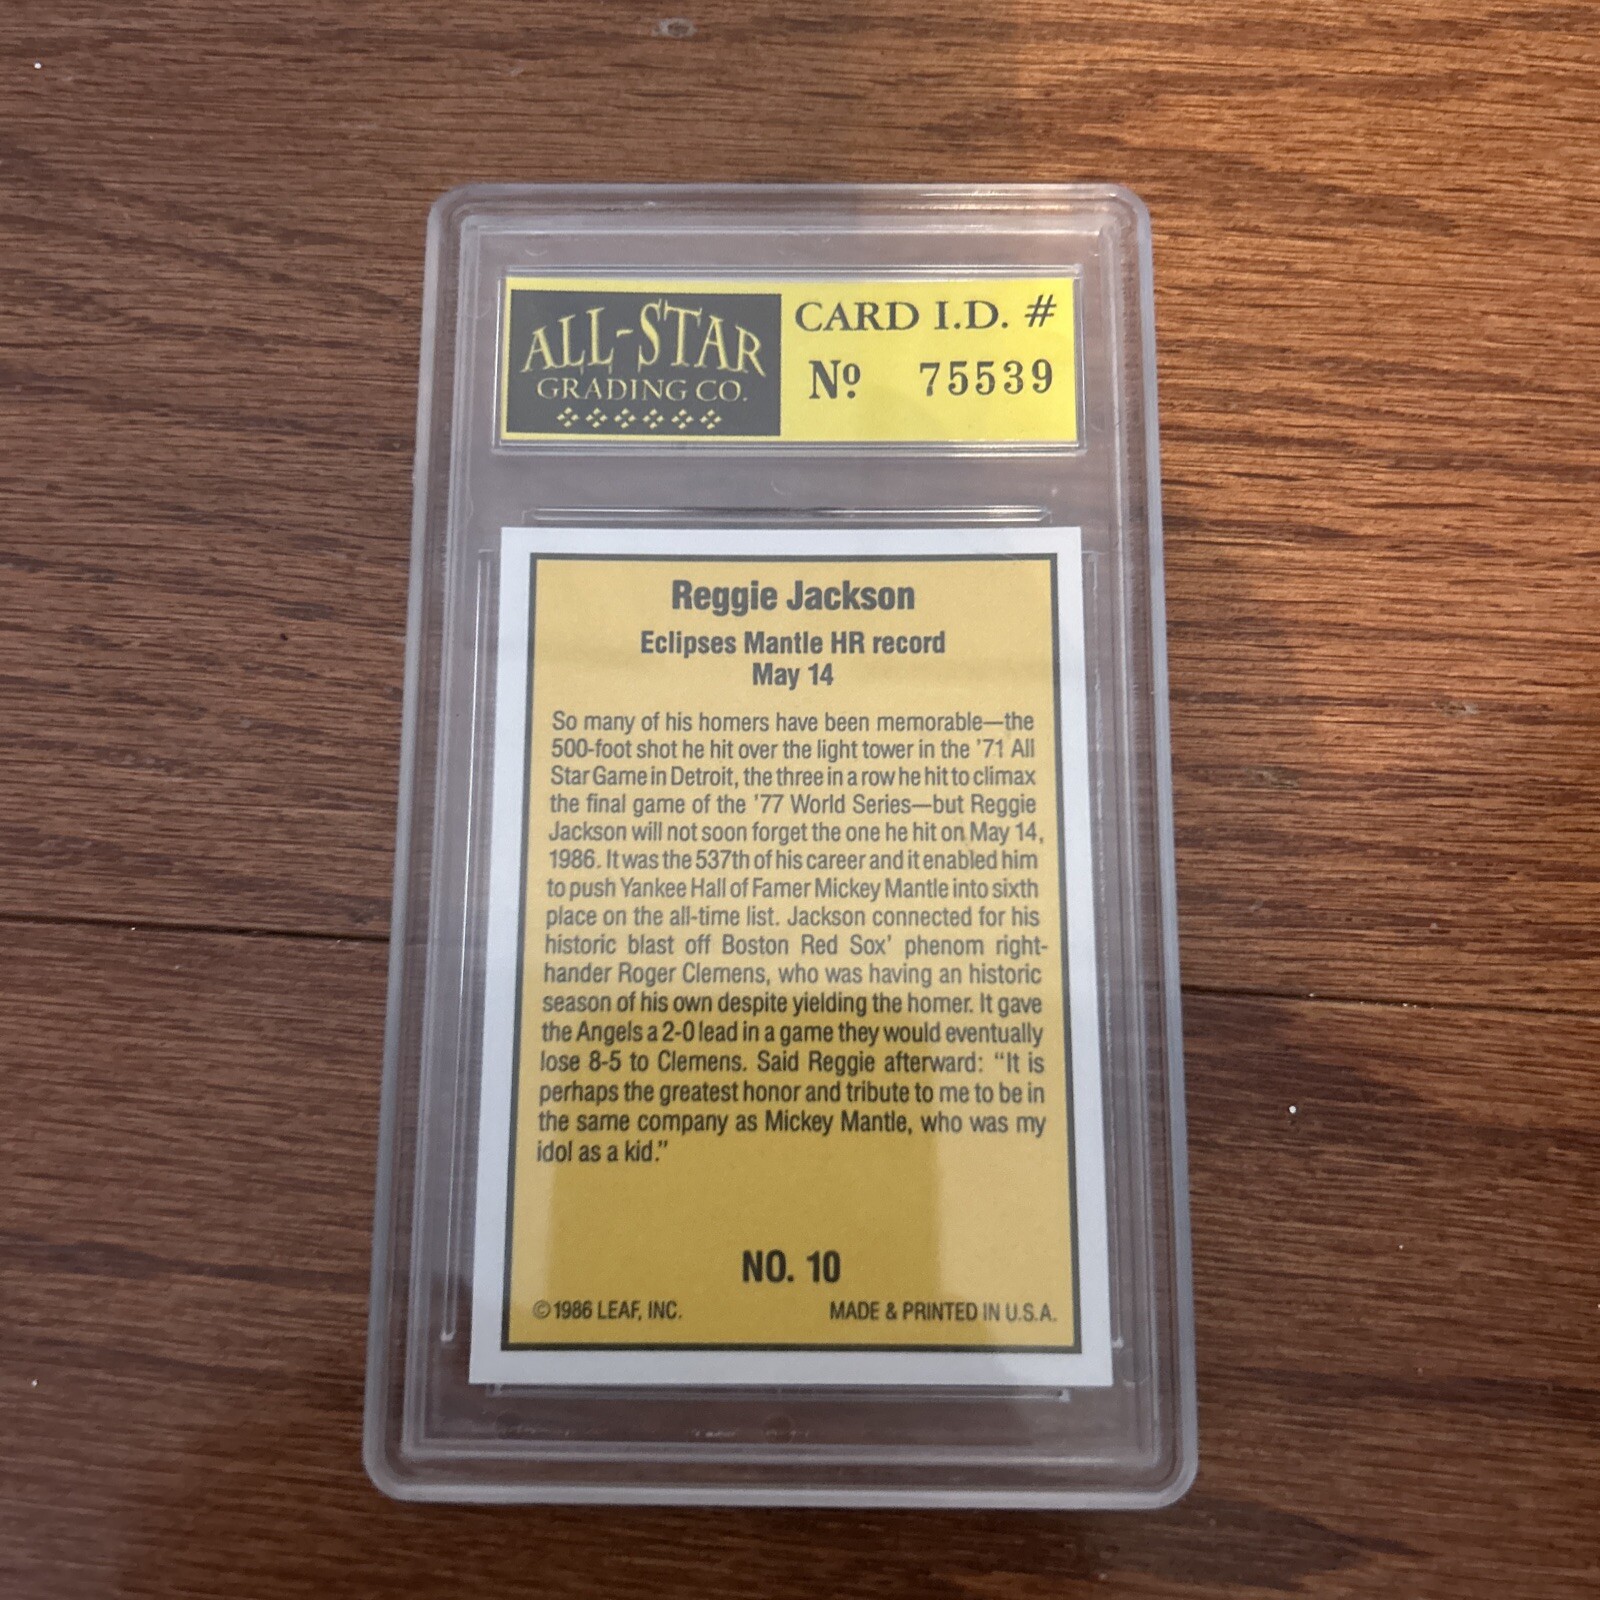 ALL-STAR
GRADING CO.
CARD I.D. #
Nº 75539
Reggie Jackson
Eclipses Mantle HR record
May 14
So many of his homers have been memorable—the
500-foot shot he hit over the light tower in the '71 All
Star Game in Detroit, the three in a row he hit to climax
the final game of the '77 World Series—but Reggie
Jackson will not soon forget the one he hit on May 14,
1986. It was the 537th of his career and it enabled him
to push Yankee Hall of Famer Mickey Mantle into sixth
place on the all-time list. Jackson connected for his
historic blast off Boston Red Sox' phenom right-
hander Roger Clemens, who was having an historic
season of his own despite yielding the homer. It gave
the Angels a 2-0 lead in a game they would eventually
lose 8-5 to Clemens. Said Reggie afterward: “It is
perhaps the greatest honor and tribute to me to be in
the same company as Mickey Mantle, who was my
idol as a kid.”
NO. 10
©1986 LEAF, INC. MADE & PRINTED IN U.S.A.